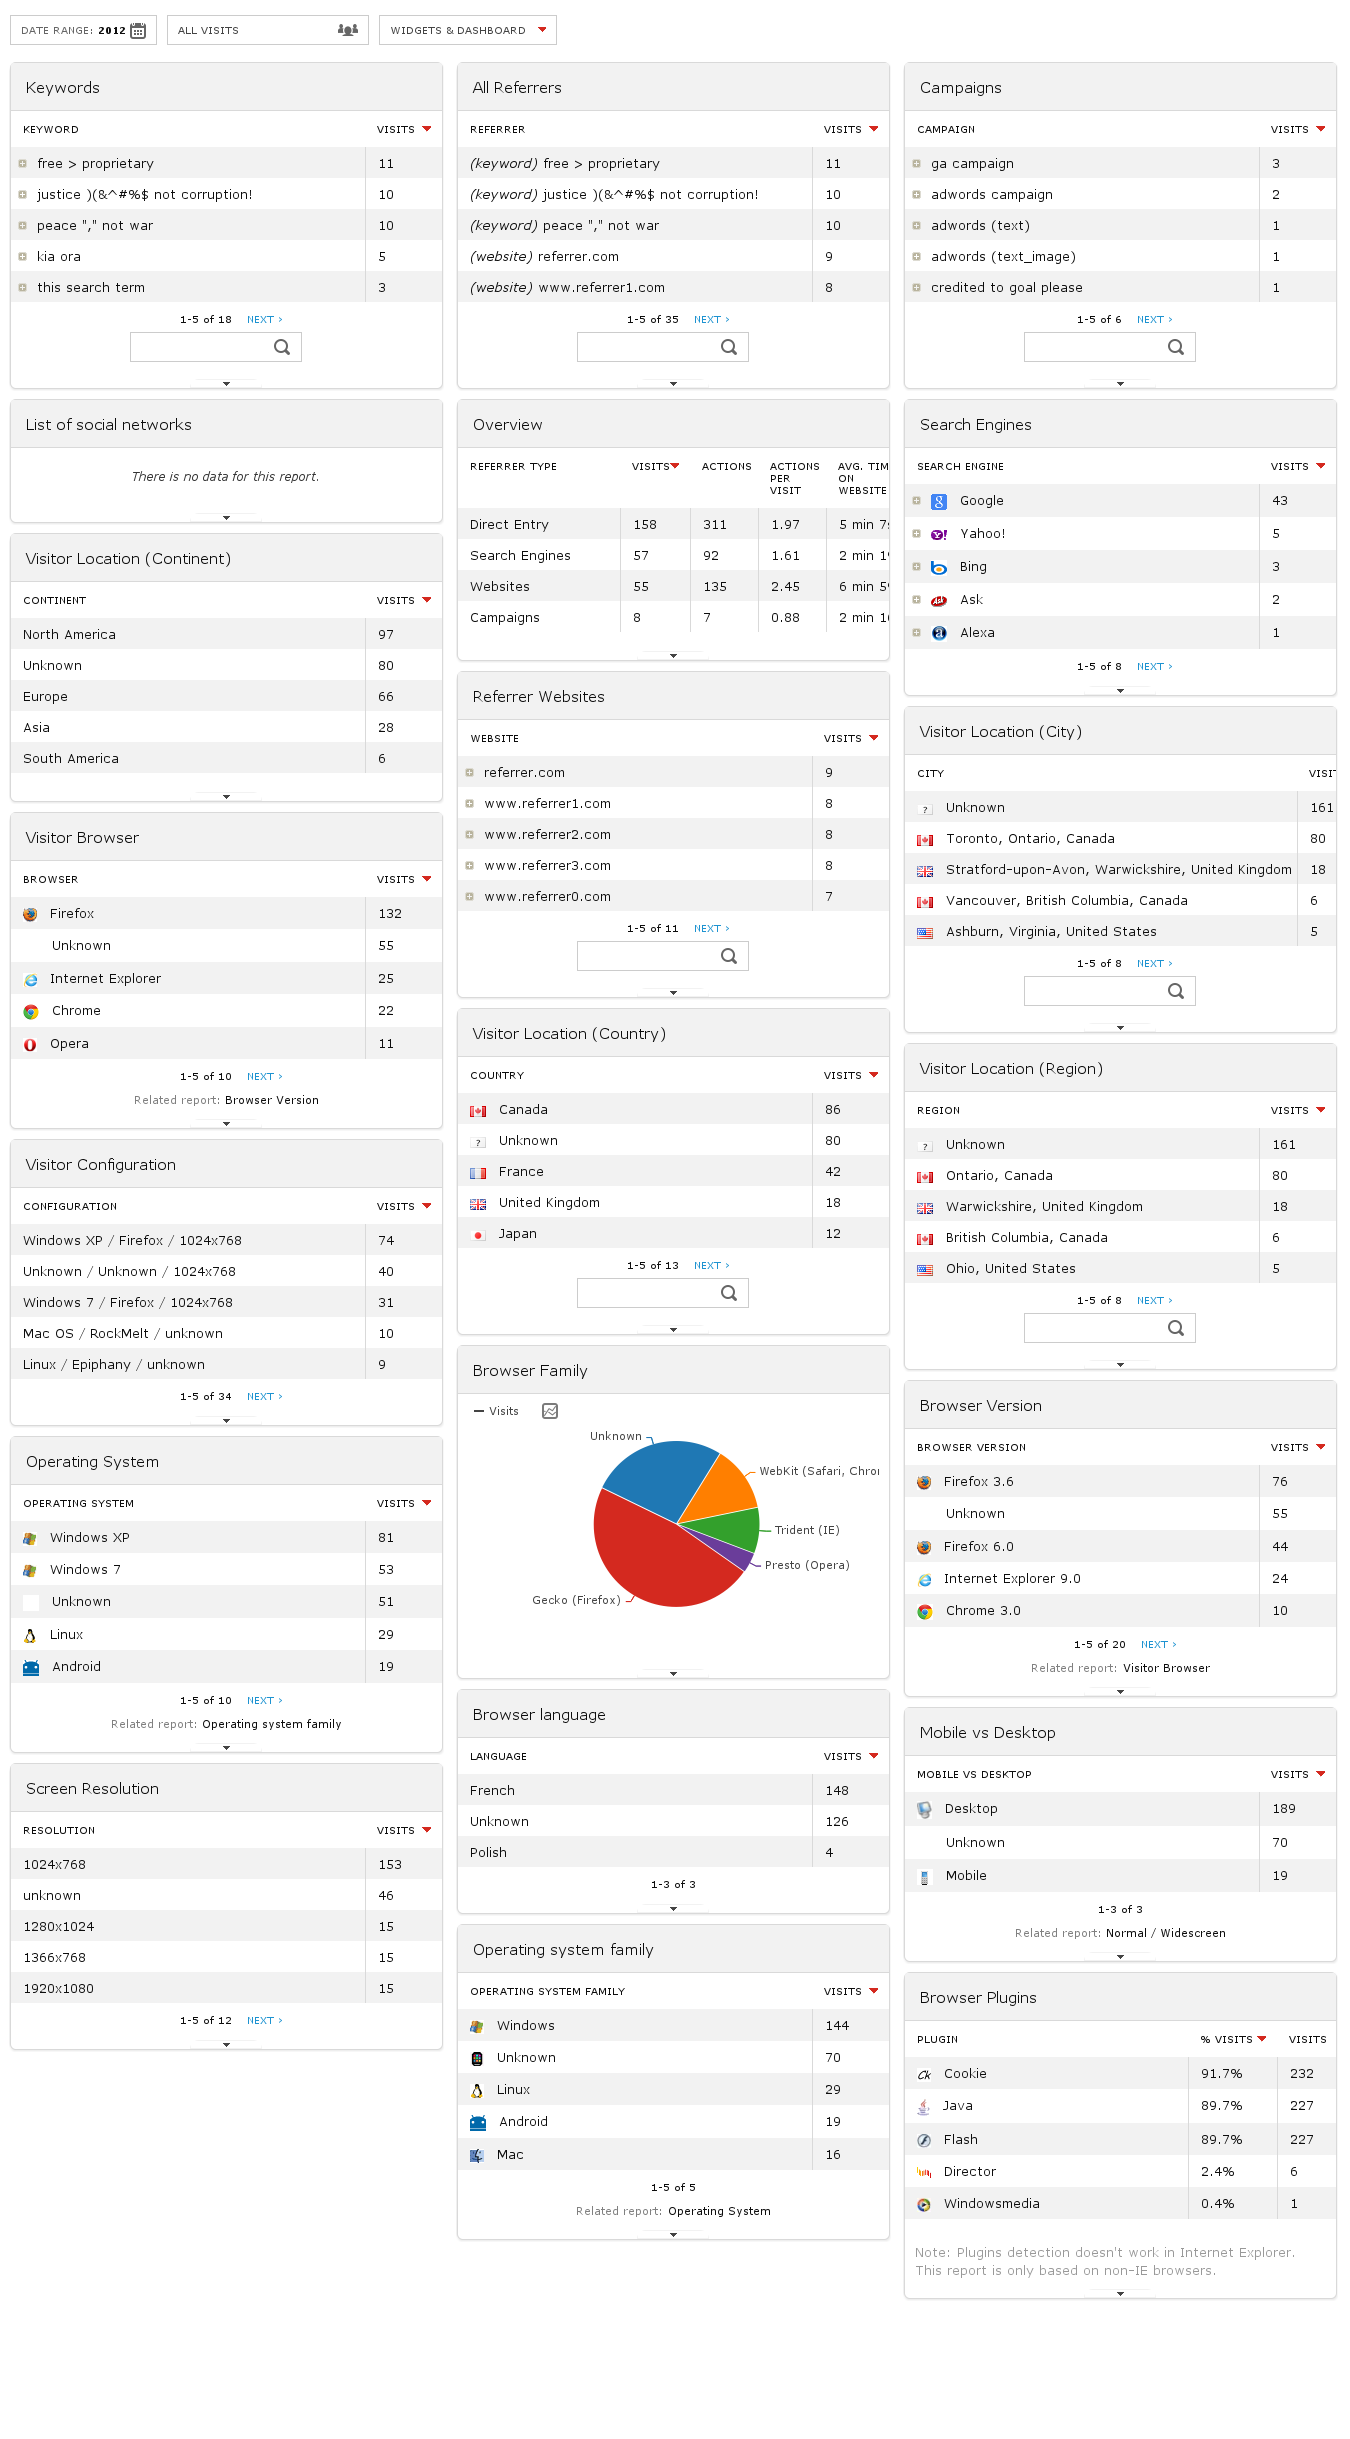 DATE RANGE: 2012
ALL VISITS
WIDGETS & DASHBOARD
Keywords
KEYWORD VISITS
free > proprietary 11
justice )(&^#%$ not corruption! 10
peace "," not war 10
kia ora 5
this search term 3
1-5 of 18 NEXT ›
List of social networks
There is no data for this report.
Visitor Location (Continent)
CONTINENT VISITS
North America 97
Unknown 80
Europe 66
Asia 28
South America 6
Visitor Browser
BROWSER VISITS
Firefox 132
Unknown 55
Internet Explorer 25
Chrome 22
Opera 11
1-5 of 10 NEXT ›
Related report: Browser Version
Visitor Configuration
CONFIGURATION VISITS
Windows XP / Firefox / 1024x768 74
Unknown / Unknown / 1024x768 40
Windows 7 / Firefox / 1024x768 31
Mac OS / RockMelt / unknown 10
Linux / Epiphany / unknown 9
1-5 of 34 NEXT ›
Operating System
OPERATING SYSTEM VISITS
Windows XP 81
Windows 7 53
Unknown 51
Linux 29
Android 19
1-5 of 10 NEXT ›
Related report: Operating system family
Screen Resolution
RESOLUTION VISITS
1024x768 153
unknown 46
1280x1024 15
1366x768 15
1920x1080 15
1-5 of 12 NEXT ›
All Referrers
REFERRER VISITS
(keyword) free > proprietary 11
(keyword) justice )(&^#%$ not corruption! 10
(keyword) peace "," not war 10
(website) referrer.com 9
(website) www.referrer1.com 8
1-5 of 35 NEXT ›
Overview
REFERRER TYPE VISITS ACTIONS ACTIONS AVG. TIM
PER ON
VISIT WEBSITE
Direct Entry 158 311 1.97 5 min 7s
Search Engines 57 92 1.61 2 min 1
Websites 55 135 2.45 6 min 5
Campaigns 8 7 0.88 2 min 1
Referrer Websites
WEBSITE VISITS
referrer.com 9
www.referrer1.com 8
www.referrer2.com 8
www.referrer3.com 8
www.referrer0.com 7
1-5 of 11 NEXT ›
Visitor Location (Country)
COUNTRY VISITS
Canada 86
? Unknown 80
France 42
United Kingdom 18
Japan 12
1-5 of 13 NEXT ›
Browser Family
Visits
Unknown
WebKit (Safari, Chro
Trident (IE)
Presto (Opera)
Gecko (Firefox)
Browser language
LANGUAGE VISITS
French 148
Unknown 126
Polish 4
1-3 of 3
Operating system family
OPERATING SYSTEM FAMILY VISITS
Windows 144
Unknown 70
Linux 29
Android 19
Mac 16
1-5 of 5
Related report: Operating System
Campaigns
CAMPAIGN VISITS
ga campaign 3
adwords campaign 2
adwords (text) 1
adwords (text_image) 1
credited to goal please 1
1-5 of 6 NEXT ›
Search Engines
SEARCH ENGINE VISITS
Google 43
Yahoo! 5
Bing 3
Ask 2
Alexa 1
1-5 of 8 NEXT ›
Visitor Location (City)
CITY VISIT
? Unknown 161
Toronto, Ontario, Canada 80
Stratford-upon-Avon, Warwickshire, United Kingdom 18
Vancouver, British Columbia, Canada 6
Ashburn, Virginia, United States 5
1-5 of 8 NEXT ›
Visitor Location (Region)
REGION VISITS
? Unknown 161
Ontario, Canada 80
Warwickshire, United Kingdom 18
British Columbia, Canada 6
Ohio, United States 5
1-5 of 8 NEXT ›
Browser Version
BROWSER VERSION VISITS
Firefox 3.6 76
Unknown 55
Firefox 6.0 44
Internet Explorer 9.0 24
Chrome 3.0 10
1-5 of 20 NEXT ›
Related report: Visitor Browser
Mobile vs Desktop
MOBILE VS DESKTOP VISITS
Desktop 189
Unknown 70
Mobile 19
1-3 of 3
Related report: Normal / Widescreen
Browser Plugins
PLUGIN % VISITS VISITS
Cookie 91.7% 232
Java 89.7% 227
Flash 89.7% 227
Director 2.4% 6
Windowsmedia 0.4% 1
Note: Plugins detection doesn't work in Internet Explorer.
This report is only based on non-IE browsers.